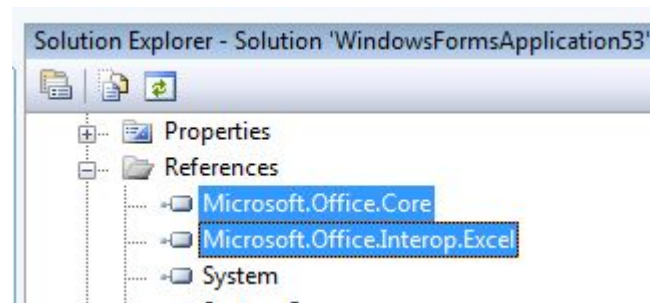 Solution Explorer - Solution 'WindowsFormsApplication53'
Properties
References
Microsoft.Office.Core
Microsoft.Office.Interop.Excel
System